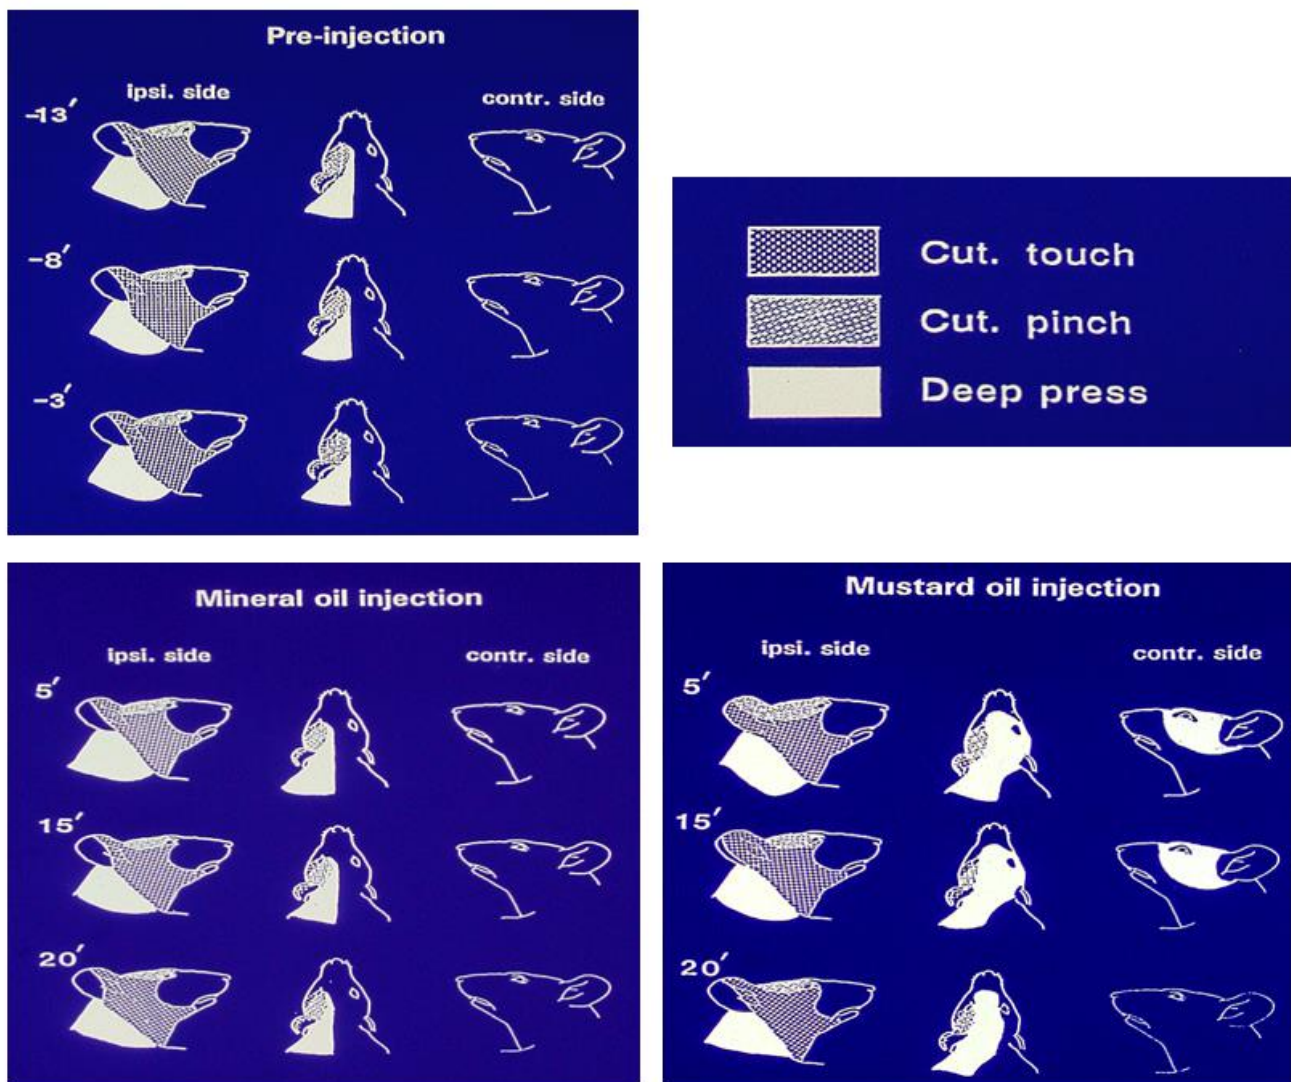 Pre-injection
ipsi. side
contr. side
-13′
-8′
-3′
Cut. touch
Cut. pinch
Deep press
Mineral oil injection
ipsi. side
contr. side
5′
15′
20′
Mustard oil injection
ipsi. side
contr. side
5′
15′
20′